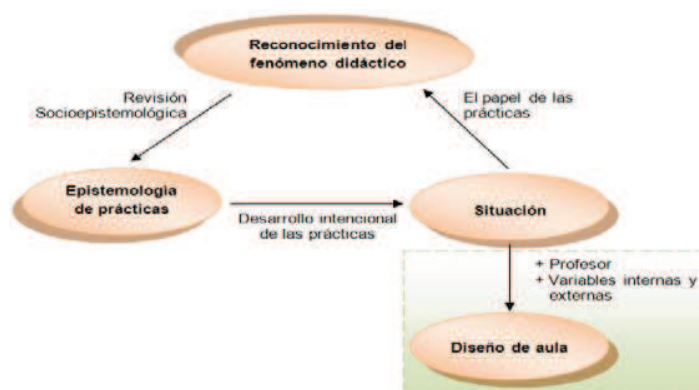 Reconocimiento del
fenómeno didáctico
Revisión
Socioepistemológica
El papel de las
prácticas
Epistemología
de prácticas
Desarrollo intencional
de las prácticas
Situación
+ Profesor
+ Variables internas y
externas
Diseño de aula